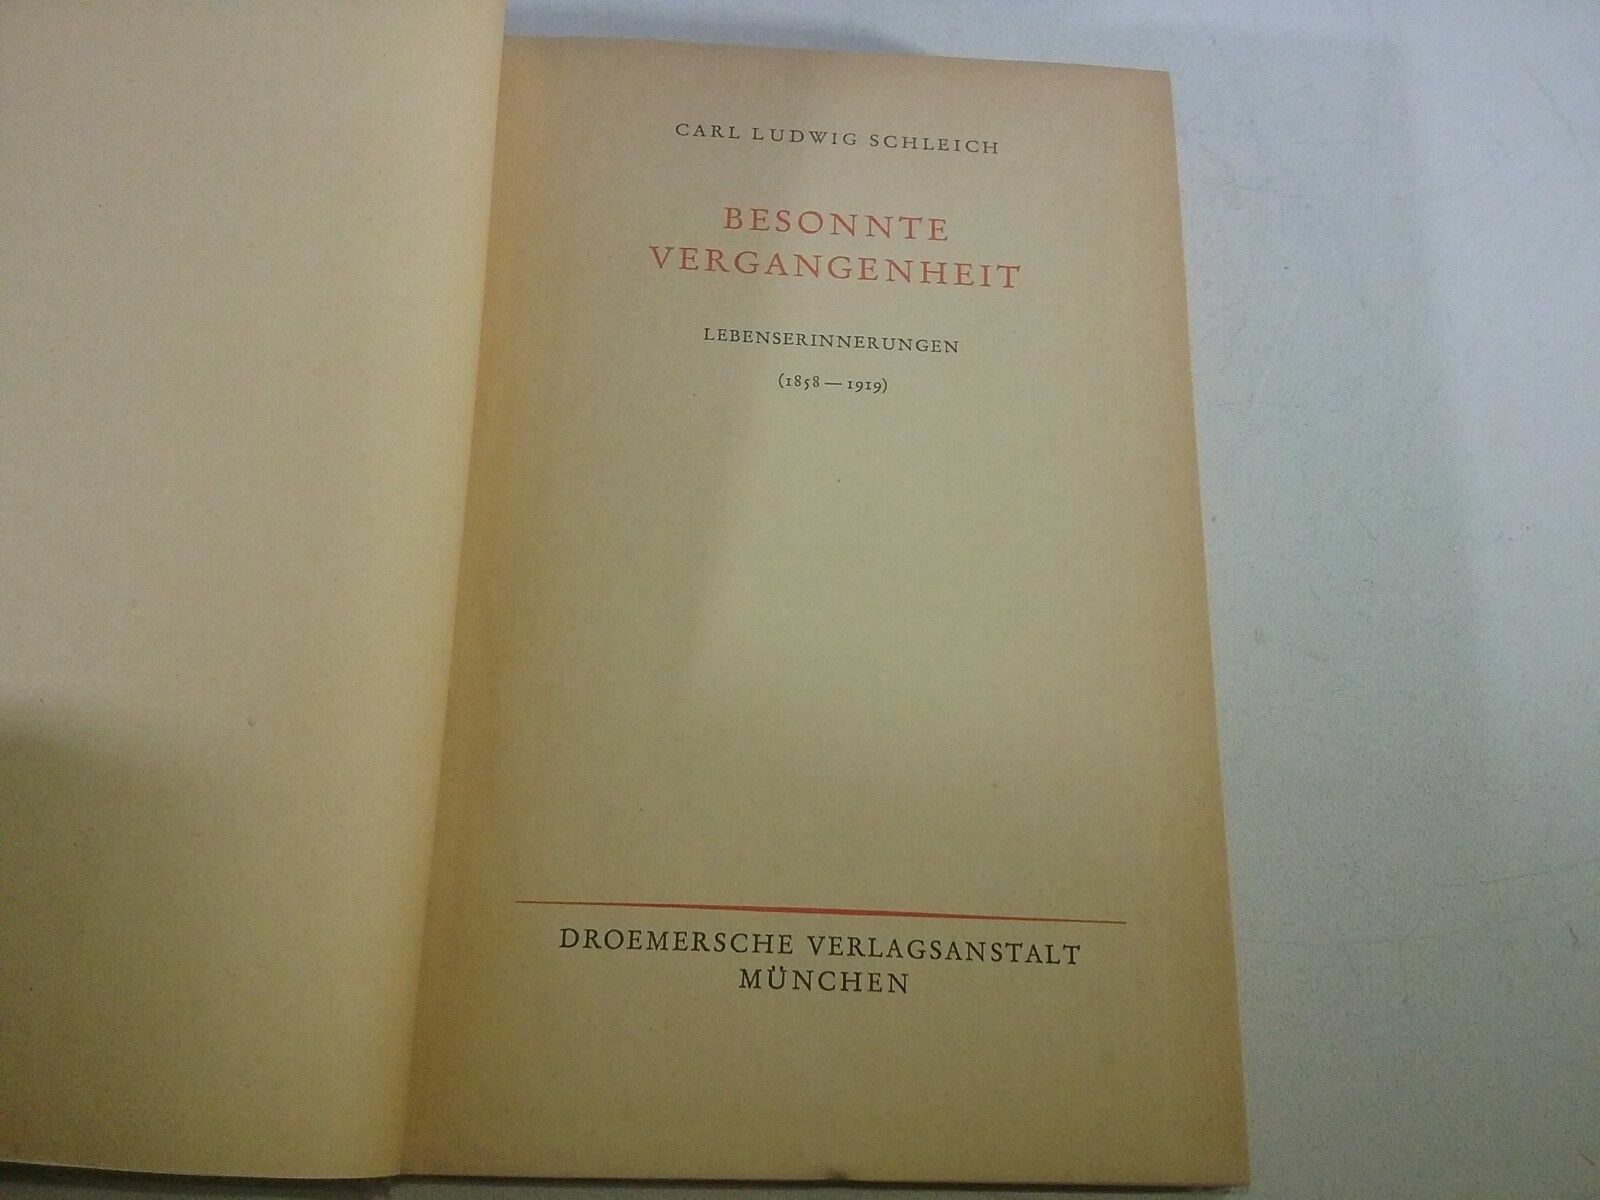 CARL LUDWIG SCHLEICH
BESONNTE
VERGANGENHEIT
LEBENSERINNERUNGEN
(1858 — 1919)
DROEMERSCHE VERLAGSANSTALT
MÜNCHEN